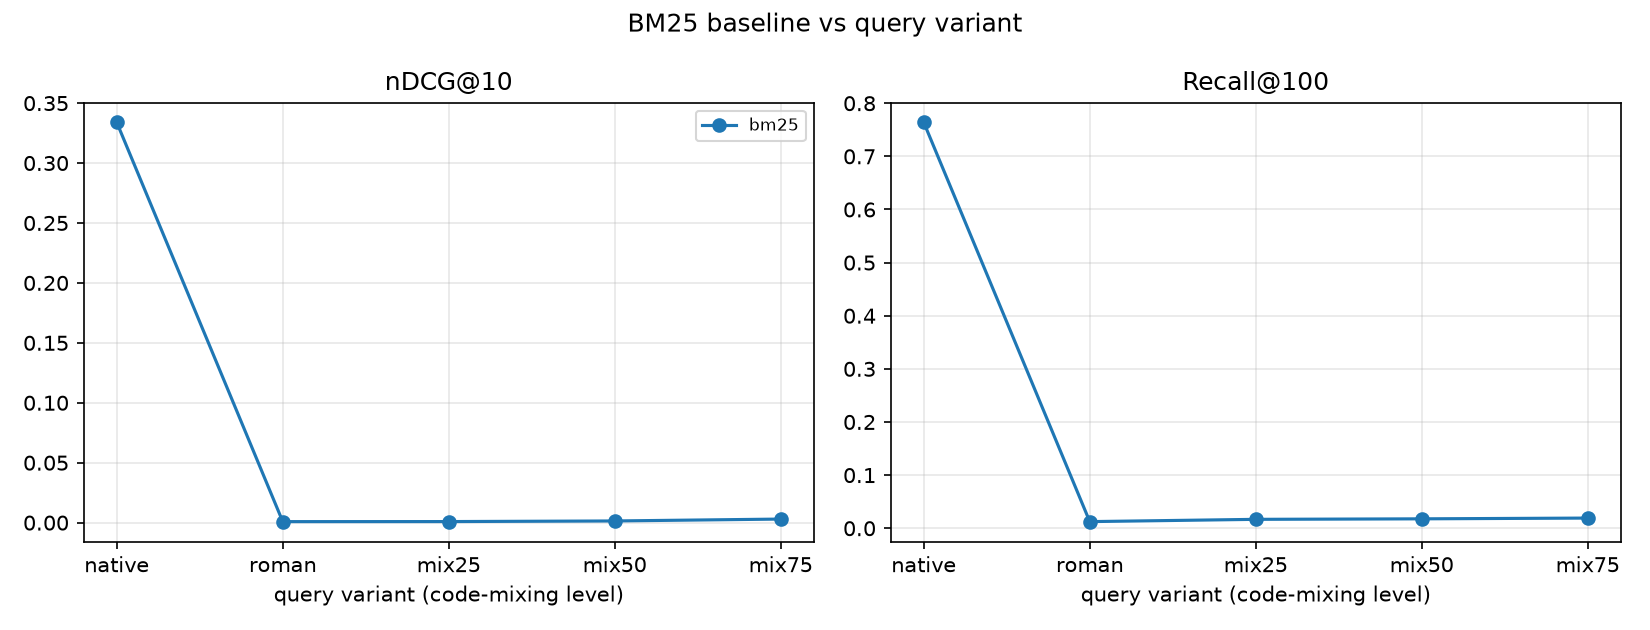 BM25 baseline vs query variant
nDCG@10
0.35
0.30
0.25
0.20
0.15
0.10
0.05
0.00
bm25
native roman mix25 mix50 mix75
query variant (code-mixing level)
Recall@100
0.8
0.7
0.6
0.5
0.4
0.3
0.2
0.1
0.0
native roman mix25 mix50 mix75
query variant (code-mixing level)